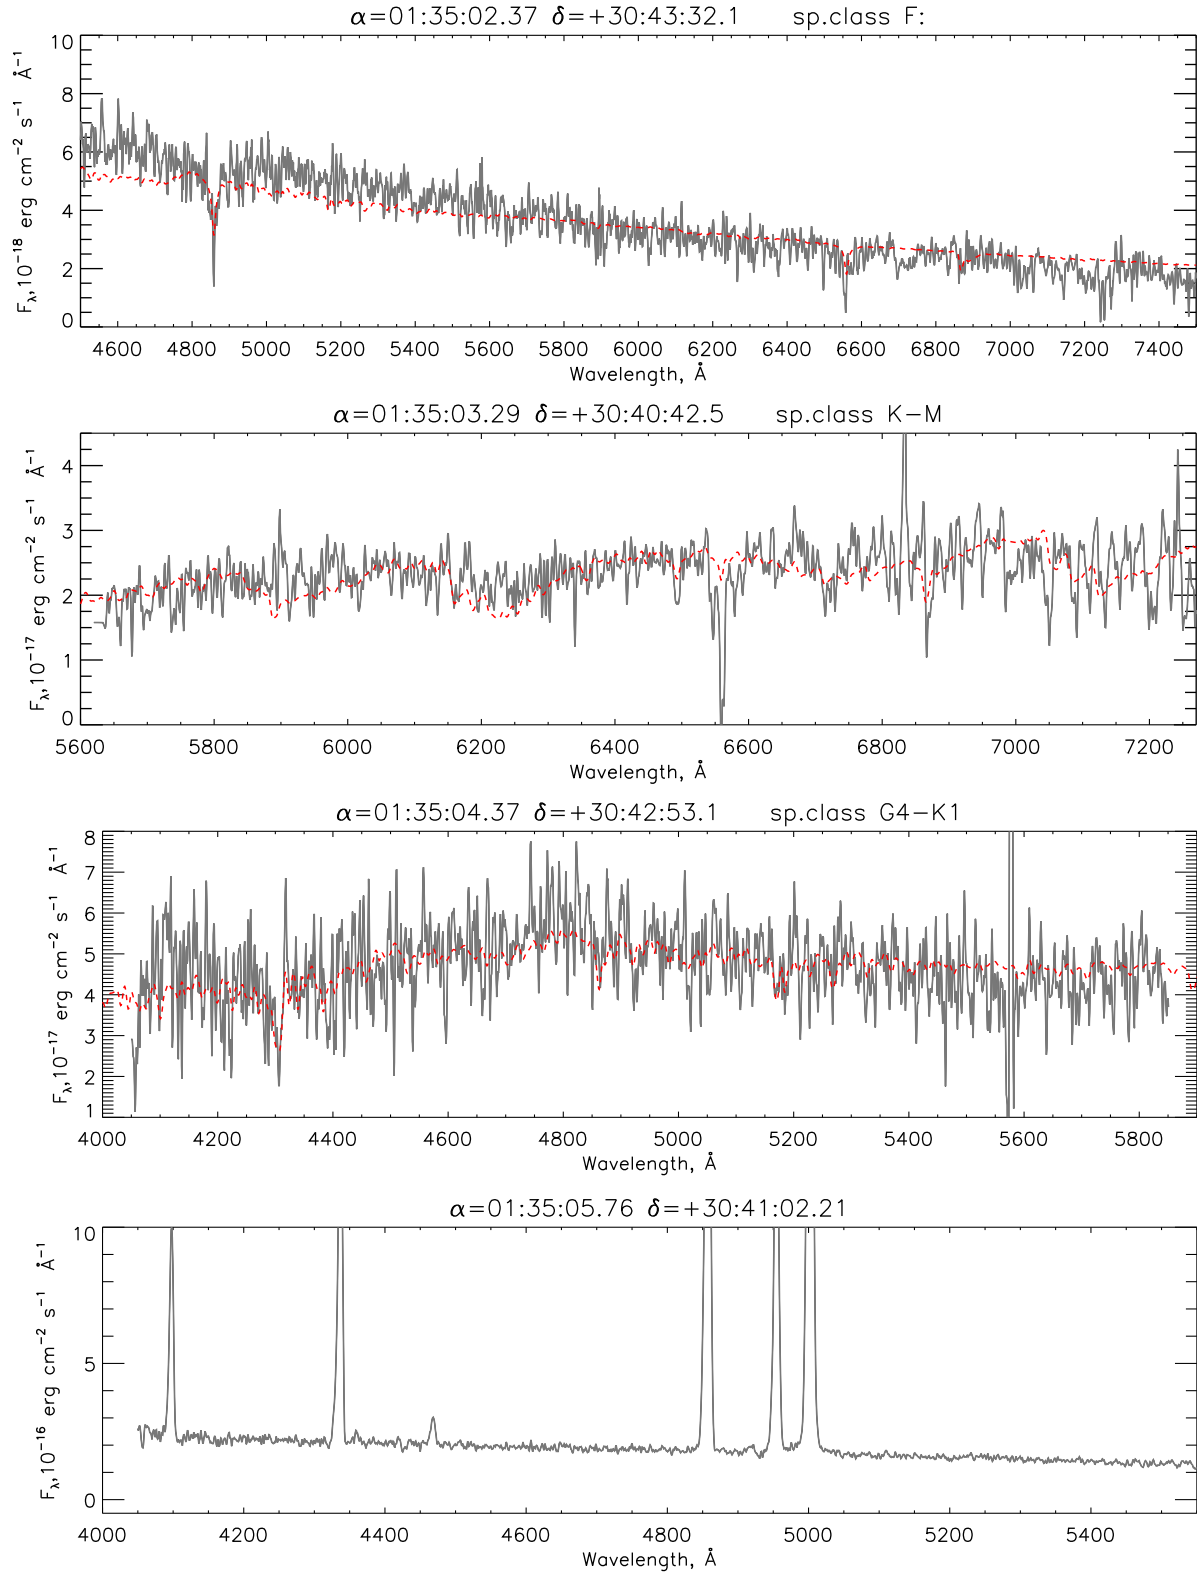 α=01:35:02.37 δ=+30:43:32.1 sp.class F:
F_λ,10⁻¹⁸ erg cm⁻² s⁻¹ Å⁻¹
10
8
6
4
2
0
4600 4800 5000 5200 5400 5600 5800 6000 6200 6400 6600 6800 7000 7200 7400
Wavelength, Å
α=01:35:03.29 δ=+30:40:42.5 sp.class K−M
F_λ,10⁻¹⁷ erg cm⁻² s⁻¹ Å⁻¹
4
3
2
1
0
5600 5800 6000 6200 6400 6600 6800 7000 7200
Wavelength, Å
α=01:35:04.37 δ=+30:42:53.1 sp.class G4−K1
F_λ,10⁻¹⁷ erg cm⁻² s⁻¹ Å⁻¹
8
7
6
5
4
3
2
1
4000 4200 4400 4600 4800 5000 5200 5400 5600 5800
Wavelength, Å
α=01:35:05.76 δ=+30:41:02.21
F_λ,10⁻¹⁶ erg cm⁻² s⁻¹ Å⁻¹
10
5
0
4000 4200 4400 4600 4800 5000 5200 5400
Wavelength, Å